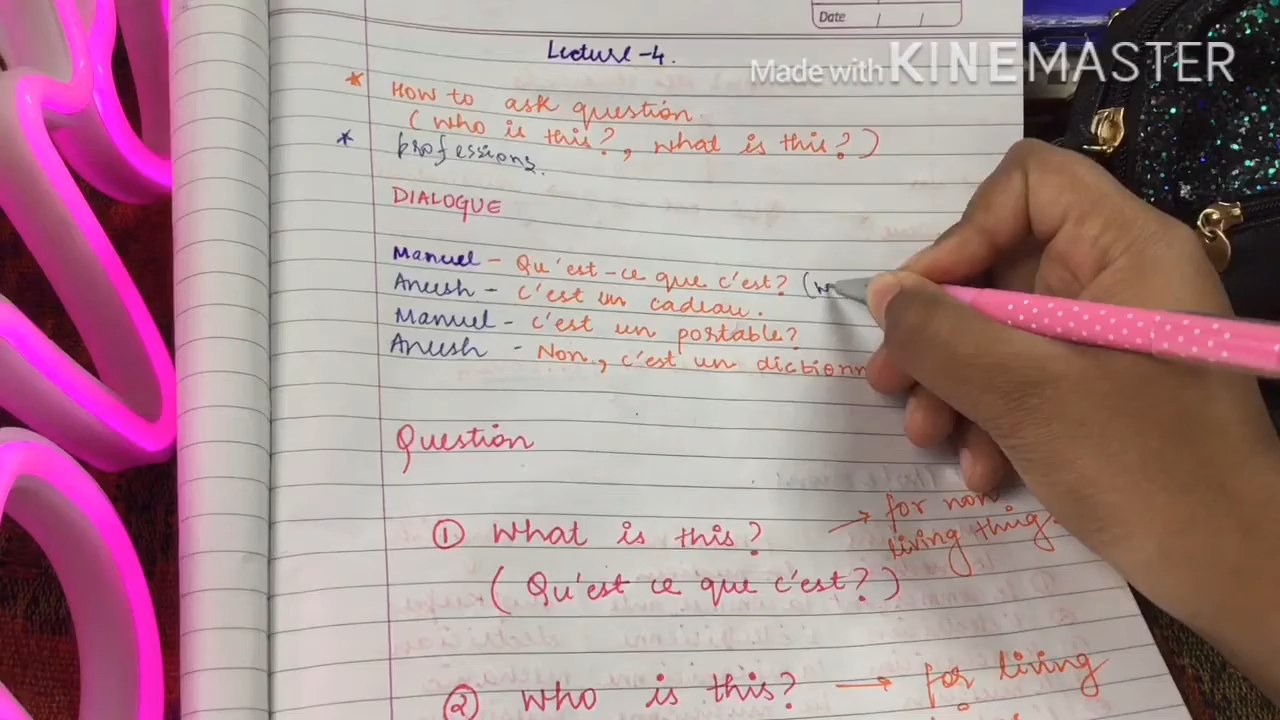 Date / /
Made with KINEMASTER
Lecture-4.
* How to ask question.
(who is this?, what is this?)
* professions.
DIALOGUE
Manuel - Qu'est-ce que c'est? (w
Anush - C'est un cadeau.
Manuel - C'est un portable?
Anush - Non, c'est un dictionn
Question
① What is this? → for non
living thing.
(Qu'est ce que c'est?)
② Who is this? → for living